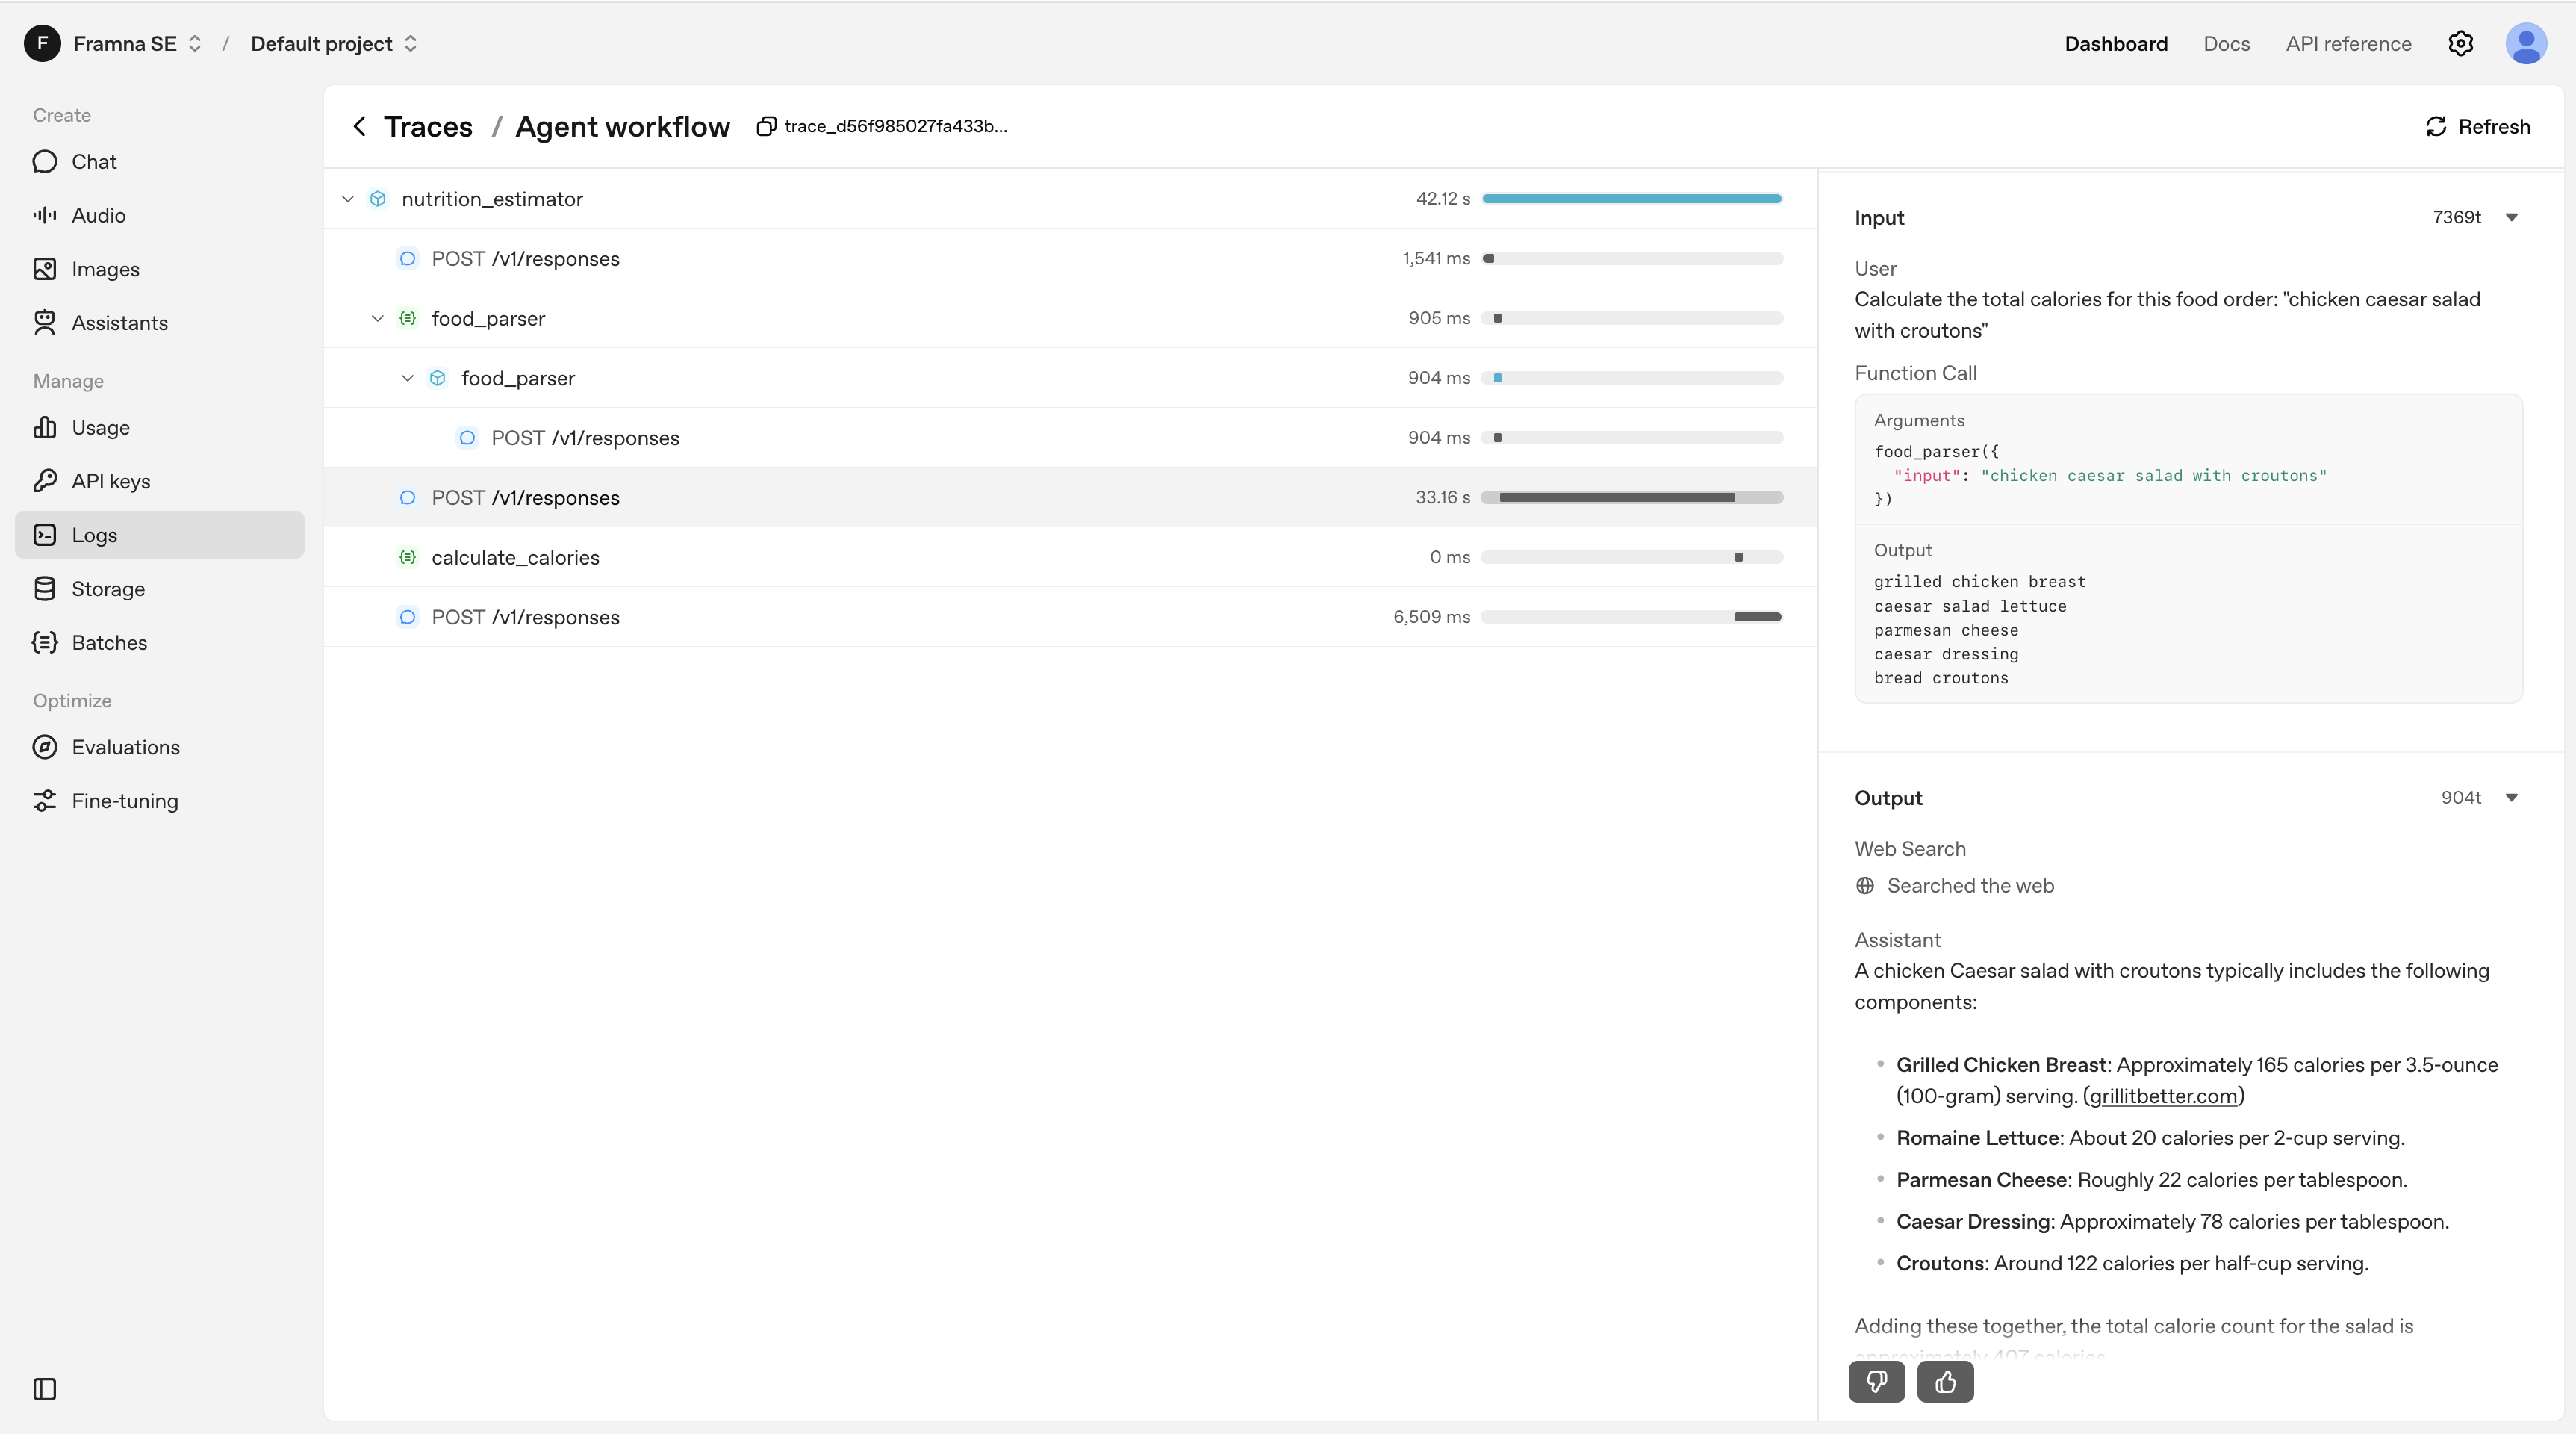 F Framna SE / Default project
Dashboard Docs API reference
Create
Chat
Audio
Images
Assistants
Manage
Usage
API keys
Logs
Storage
Batches
Optimize
Evaluations
Fine-tuning
Traces / Agent workflow trace_d56f985027fa433b...
Refresh
nutrition_estimator 42.12 s
POST /v1/responses 1,541 ms
food_parser 905 ms
food_parser 904 ms
POST /v1/responses 904 ms
POST /v1/responses 33.16 s
calculate_calories 0 ms
POST /v1/responses 6,509 ms
Input 7369t
User
Calculate the total calories for this food order: "chicken caesar salad
with croutons"
Function Call
Arguments
food_parser({
"input": "chicken caesar salad with croutons"
})
Output
grilled chicken breast
caesar salad lettuce
parmesan cheese
caesar dressing
bread croutons
Output 904t
Web Search
Searched the web
Assistant
A chicken Caesar salad with croutons typically includes the following
components:
Grilled Chicken Breast: Approximately 165 calories per 3.5-ounce
(100-gram) serving. (grillitbetter.com)
Romaine Lettuce: About 20 calories per 2-cup serving.
Parmesan Cheese: Roughly 22 calories per tablespoon.
Caesar Dressing: Approximately 78 calories per tablespoon.
Croutons: Around 122 calories per half-cup serving.
Adding these together, the total calorie count for the salad is
approximately 407 calories